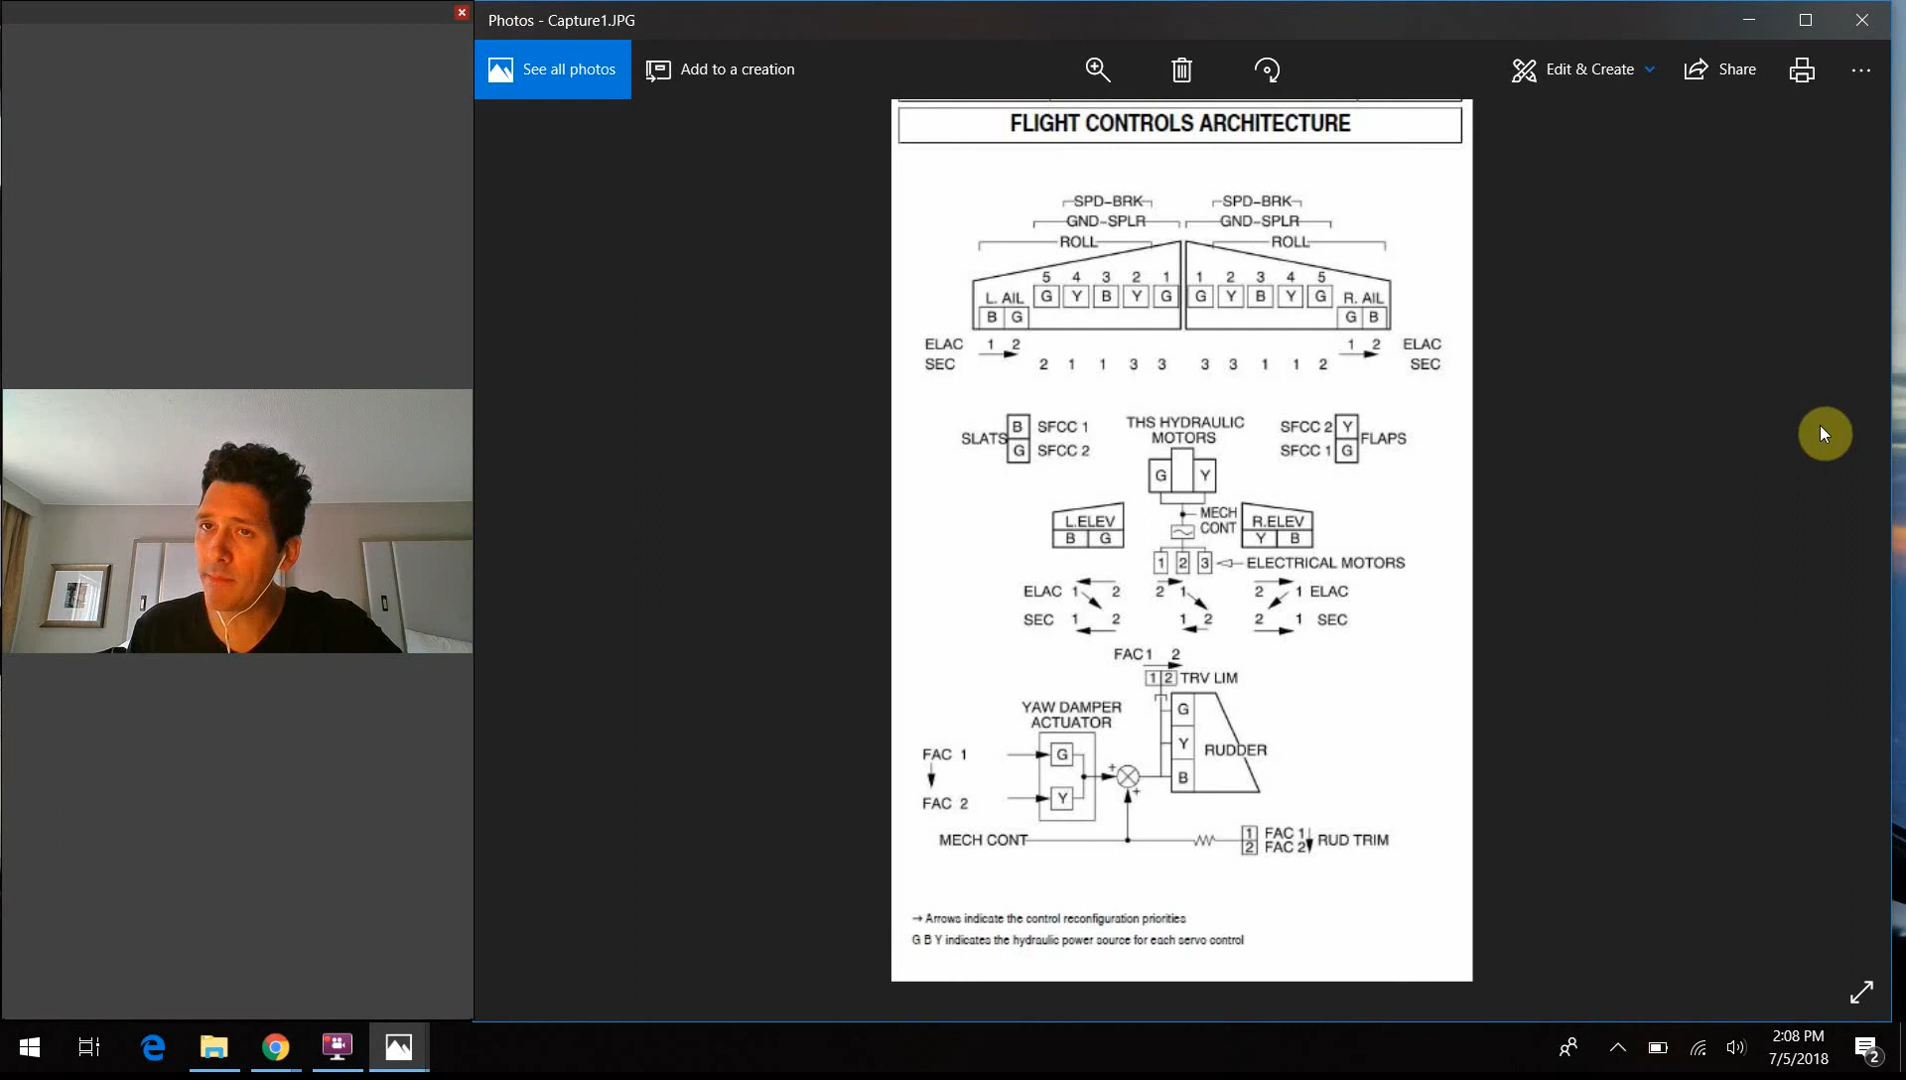 Photos - Capture1.JPG
See all photos
Add to a creation
Edit & Create
Share
FLIGHT CONTROLS ARCHITECTURE
SPD-BRK SPD-BRK
GND-SPLR GND-SPLR
ROLL ROLL
5 4 3 2 1 1 2 3 4 5
L. AIL G Y B Y G G Y B Y G R. AIL
B G G B
ELAC 1 2 1 2 ELAC
SEC 2 1 1 3 3 3 3 1 1 2 SEC
SLATS B SFCC 1
G SFCC 2
THS HYDRAULIC
MOTORS
G Y
SFCC 2 Y FLAPS
SFCC 1 G
MECH
CONT
L.ELEV
B G
R.ELEV
Y B
1 2 3 ELECTRICAL MOTORS
ELAC 1 2 2 1 2 1 ELAC
SEC 1 2 1 2 2 1 SEC
FAC 1 2
1 2 TRV LIM
YAW DAMPER
ACTUATOR
G
Y
B
RUDDER
FAC 1 → G
FAC 2 → Y
+
+
MECH CONT
1 FAC 1
2 FAC 2
RUD TRIM
→ Arrows indicate the control reconfiguration priorities
G B Y indicates the hydraulic power source for each servo control
2:08 PM
7/5/2018
2